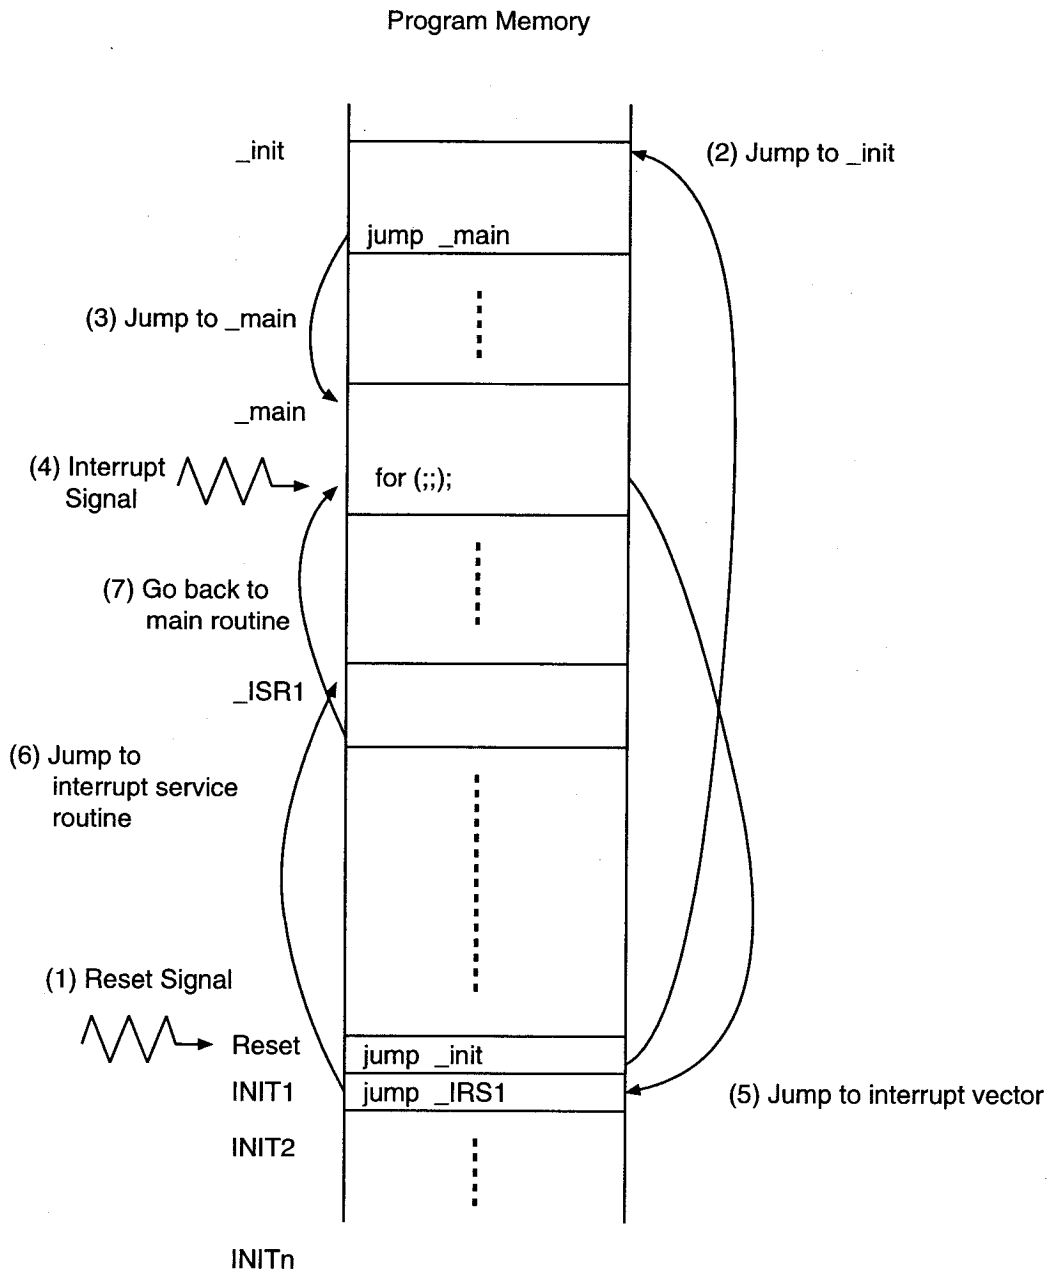 Program Memory
_init
(2) Jump to _init
jump _main
(3) Jump to _main
_main
(4) Interrupt
Signal
for (;;);
(7) Go back to
main routine
_ISR1
(6) Jump to
interrupt service
routine
(1) Reset Signal
Reset
jump _init
INIT1
jump _IRS1
(5) Jump to interrupt vector
INIT2
INITn